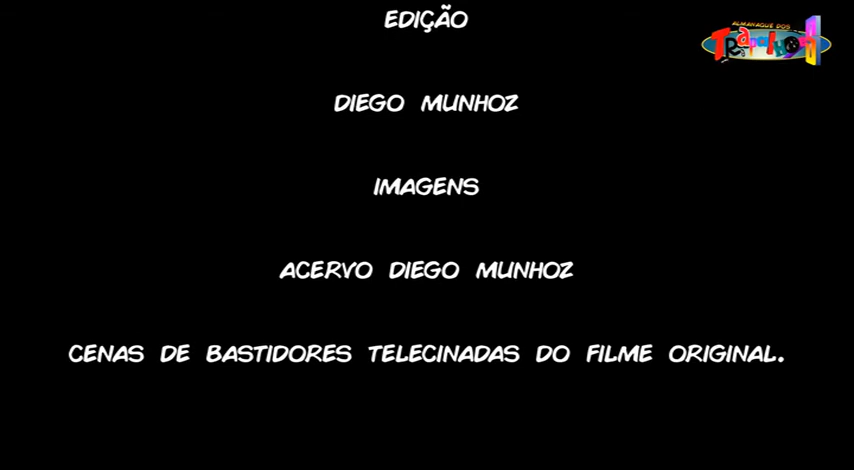 EDIÇÃO
ALMANAQUE DOS
TRAPALHÕES
DIEGO MUNHOZ
IMAGENS
ACERVO DIEGO MUNHOZ
CENAS DE BASTIDORES TELECINADAS DO FILME ORIGINAL.